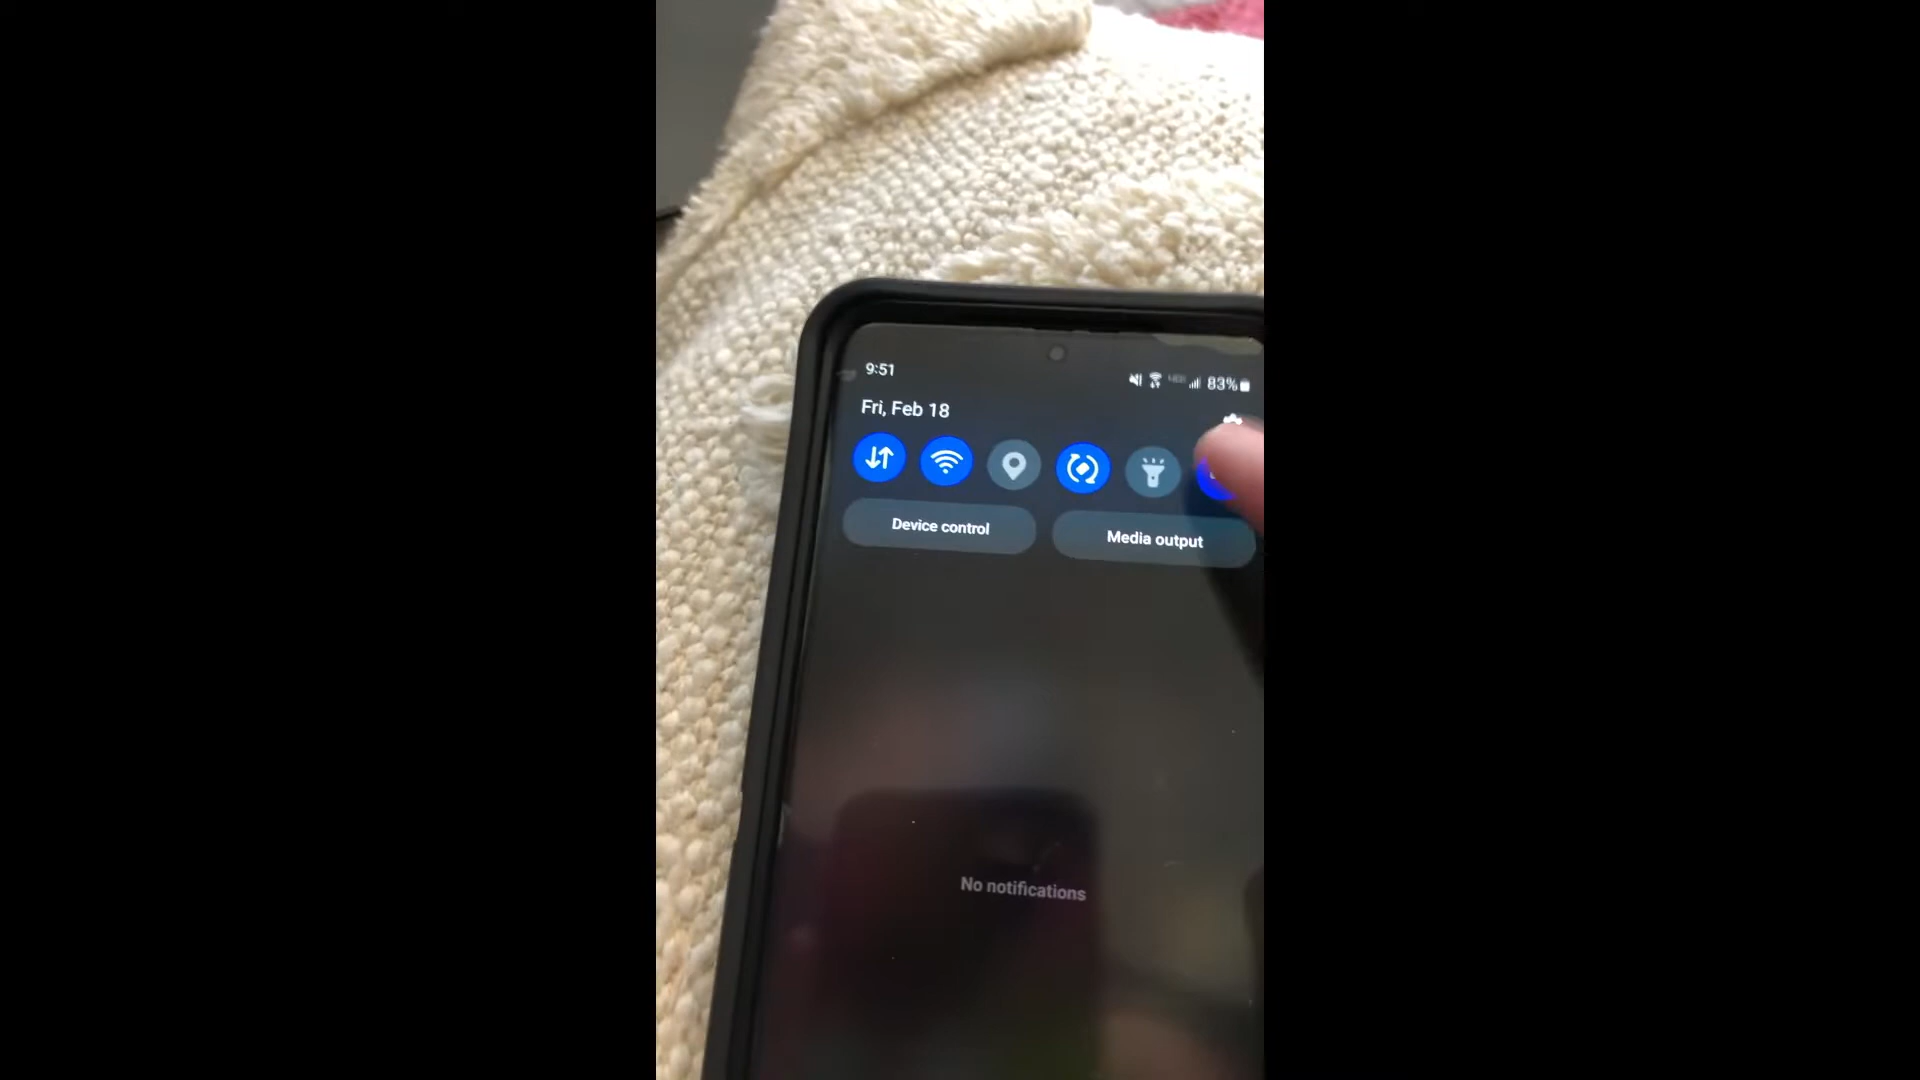 9:51
83%
Fri, Feb 18
Device control
Media output
No notifications